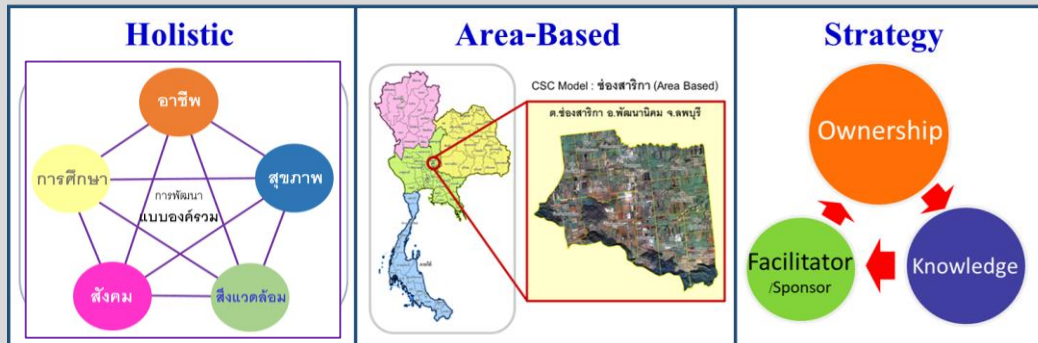 Holistic
อาชีพ
การศึกษา
สุขภาพ
การพัฒนา
แบบองค์รวม
สังคม
สิ่งแวดล้อม
Area-Based
CSC Model : ช่องสาริกา (Area Based)
ต.ช่องสาริกา อ.พัฒนานิคม จ.ลพบุรี
Strategy
Ownership
Facilitator
/Sponsor
Knowledge